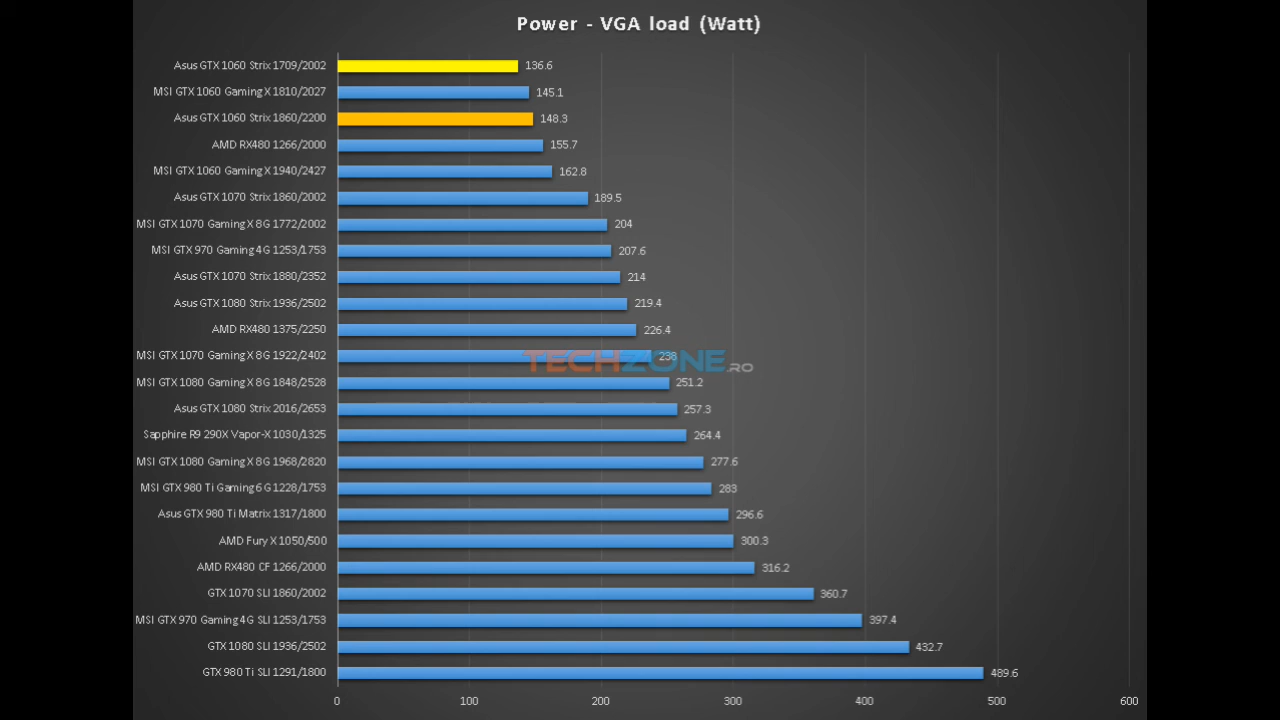 Power - VGA load (Watt)
Asus GTX 1060 Strix 1709/2002 136.6
MSI GTX 1060 Gaming X 1810/2027 145.1
Asus GTX 1060 Strix 1860/2200 148.3
AMD RX480 1266/2000 155.7
MSI GTX 1060 Gaming X 1940/2427 162.8
Asus GTX 1070 Strix 1860/2002 189.5
MSI GTX 1070 Gaming X 8G 1772/2002 204
MSI GTX 970 Gaming 4G 1253/1753 207.6
Asus GTX 1070 Strix 1880/2352 214
Asus GTX 1080 Strix 1936/2502 219.4
AMD RX480 1375/2250 226.4
MSI GTX 1070 Gaming X 8G 1922/2402 238
TECHZONE.RO
MSI GTX 1080 Gaming X 8G 1848/2528 251.2
Asus GTX 1080 Strix 2016/2653 257.3
Sapphire R9 290X Vapor-X 1030/1325 264.4
MSI GTX 1080 Gaming X 8G 1968/2820 277.6
MSI GTX 980 Ti Gaming 6G 1228/1753 283
Asus GTX 980 Ti Matrix 1317/1800 296.6
AMD Fury X 1050/500 300.3
AMD RX480 CF 1266/2000 316.2
GTX 1070 SLI 1860/2002 360.7
MSI GTX 970 Gaming 4G SLI 1253/1753 397.4
GTX 1080 SLI 1936/2502 432.7
GTX 980 Ti SLI 1291/1800 489.6
0 100 200 300 400 500 600